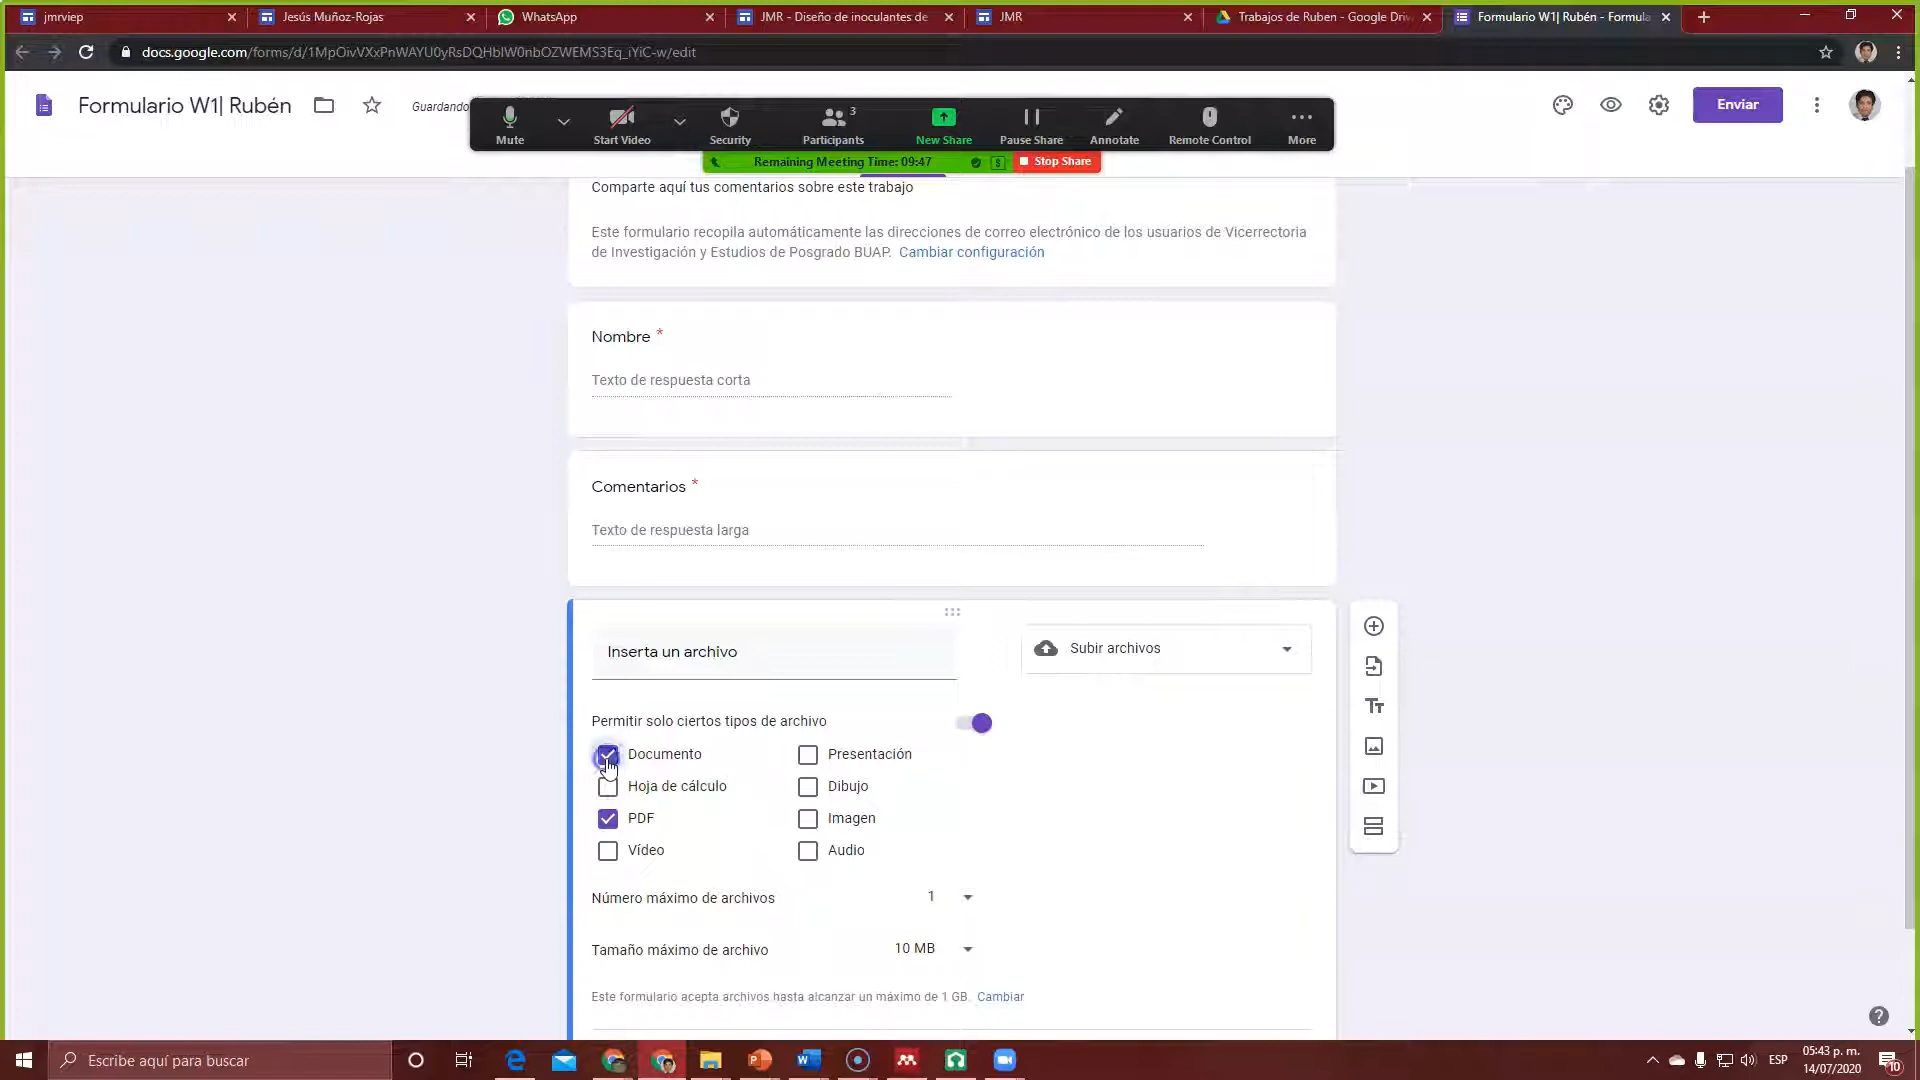 jmrviep
Jesús Muñoz-Rojas
WhatsApp
JMR - Diseño de inoculantes de
JMR
Trabajos de Ruben - Google Driv
Formulario W1| Rubén - Formula
docs.google.com/forms/d/1MpOivVXxPnWAYU0yRsDQHbIW0nbOZWEMS3Eq_iYiC-w/edit
Formulario W1| Rubén
Guardando
Enviar
Mute
Start Video
Security
Participants
3
New Share
Pause Share
Annotate
Remote Control
More
Remaining Meeting Time: 09:47
Stop Share
Comparte aquí tus comentarios sobre este trabajo
Este formulario recopila automáticamente las direcciones de correo electrónico de los usuarios de Vicerrectoria
de Investigación y Estudios de Posgrado BUAP. Cambiar configuración
Nombre *
Texto de respuesta corta
Comentarios *
Texto de respuesta larga
Inserta un archivo
Subir archivos
Permitir solo ciertos tipos de archivo
Documento
Presentación
Hoja de cálculo
Dibujo
PDF
Imagen
Vídeo
Audio
Número máximo de archivos
1
Tamaño máximo de archivo
10 MB
Este formulario acepta archivos hasta alcanzar un máximo de 1 GB. Cambiar
Escribe aquí para buscar
ESP
05:43 p. m.
14/07/2020
10